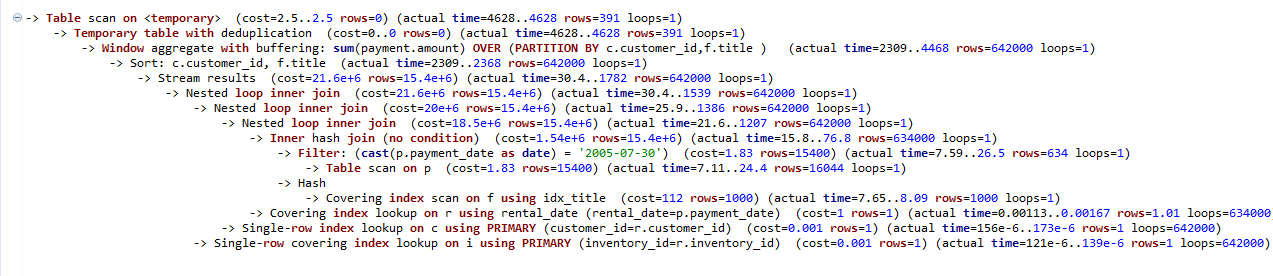 -> Table scan on <temporary>  (cost=2.5..2.5 rows=0) (actual time=4628..4628 rows=391 loops=1)
-> Temporary table with deduplication  (cost=0..0 rows=0) (actual time=4628..4628 rows=391 loops=1)
-> Window aggregate with buffering: sum(payment.amount) OVER (PARTITION BY c.customer_id,f.title )   (actual time=2309..4468 rows=642000 loops=1)
-> Sort: c.customer_id, f.title  (actual time=2309..2368 rows=642000 loops=1)
-> Stream results  (cost=21.6e+6 rows=15.4e+6) (actual time=30.4..1782 rows=642000 loops=1)
-> Nested loop inner join  (cost=21.6e+6 rows=15.4e+6) (actual time=30.4..1539 rows=642000 loops=1)
-> Nested loop inner join  (cost=20e+6 rows=15.4e+6) (actual time=25.9..1386 rows=642000 loops=1)
-> Nested loop inner join  (cost=18.5e+6 rows=15.4e+6) (actual time=21.6..1207 rows=642000 loops=1)
-> Inner hash join (no condition)  (cost=1.54e+6 rows=15.4e+6) (actual time=15.8..76.8 rows=634000 loops=1)
-> Filter: (cast(p.payment_date as date) = '2005-07-30')  (cost=1.83 rows=15400) (actual time=7.59..26.5 rows=634 loops=1)
-> Table scan on p  (cost=1.83 rows=15400) (actual time=7.11..24.4 rows=16044 loops=1)
-> Hash
-> Covering index scan on f using idx_title  (cost=112 rows=1000) (actual time=7.65..8.09 rows=1000 loops=1)
-> Covering index lookup on r using rental_date (rental_date=p.payment_date)  (cost=1 rows=1) (actual time=0.00113..0.00167 rows=1.01 loops=634000)
-> Single-row index lookup on c using PRIMARY (customer_id=r.customer_id)  (cost=0.001 rows=1) (actual time=156e-6..173e-6 rows=1 loops=642000)
-> Single-row covering index lookup on i using PRIMARY (inventory_id=r.inventory_id)  (cost=0.001 rows=1) (actual time=121e-6..139e-6 rows=1 loops=642000)